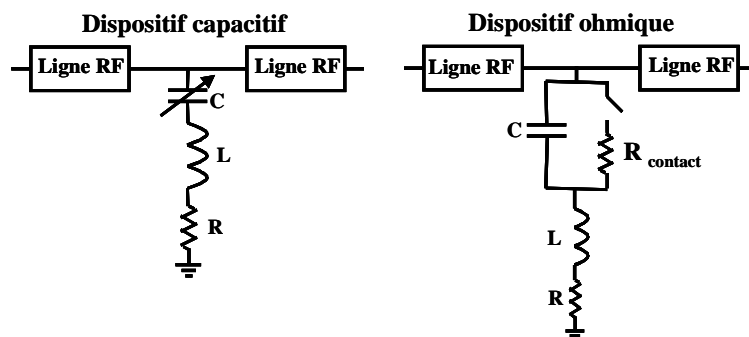 Dispositif capacitif
Ligne RF
Ligne RF
C
L
R
Dispositif ohmique
Ligne RF
Ligne RF
C
R contact
L
R